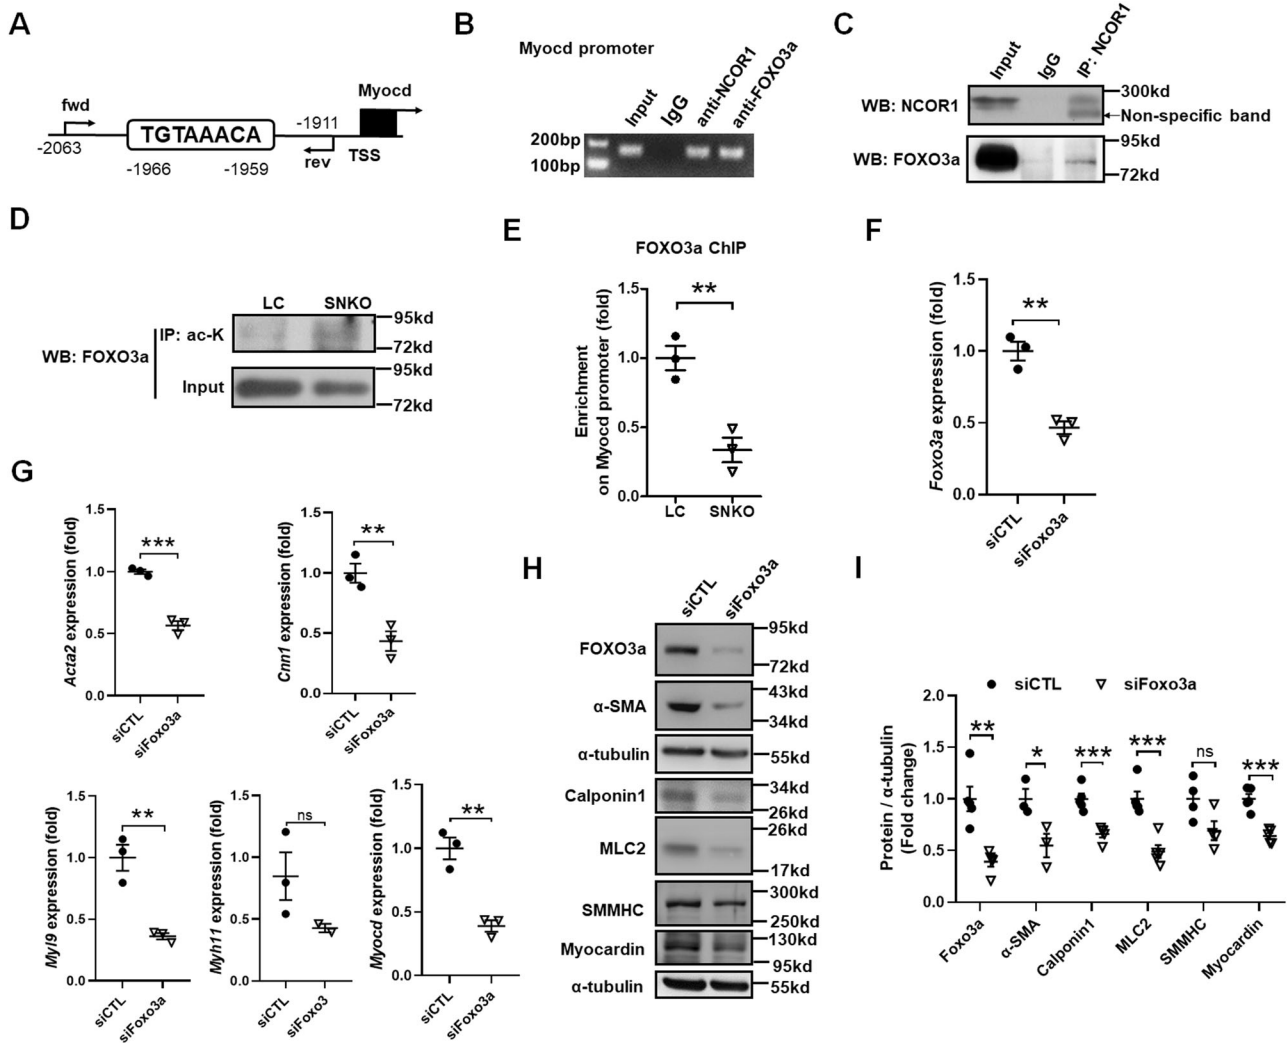 A
fwd
Myocd
TGTAAACA
-1911
-2063
rev
TSS
-1966
-1959
B
Myocd promoter
Input
IgG
anti-NCOR1
anti-FOXO3a
200bp
100bp
C
Input
IgG
IP: NCOR1
WB: NCOR1
300kd
Non-specific band
WB: FOXO3a
95kd
72kd
D
LC
SNKO
WB: FOXO3a
IP: ac-K
95kd
72kd
Input
95kd
72kd
E
FOXO3a ChIP
Enrichment
on Myocd promoter (fold)
1.5
1.0
0.5
0.0
**
LC
SNKO
F
Foxo3a expression (fold)
1.5
1.0
0.5
0.0
**
siCTL
siFoxo3a
G
Acta2 expression (fold)
1.5
1.0
0.5
0.0
***
siCTL
siFoxo3a
Cnn1 expression (fold)
1.5
1.0
0.5
0.0
**
siCTL
siFoxo3a
Myl9 expression (fold)
1.5
1.0
0.5
0.0
**
siCTL
siFoxo3a
Myh11 expression (fold)
1.5
1.0
0.5
0.0
ns
siCTL
siFoxo3
Myocd expression (fold)
1.5
1.0
0.5
0.0
**
siCTL
siFoxo3a
H
siCTL
siFoxo3a
FOXO3a
95kd
72kd
α-SMA
43kd
34kd
α-tubulin
55kd
Calponin1
34kd
26kd
MLC2
26kd
17kd
SMMHC
300kd
250kd
Myocardin
130kd
95kd
α-tubulin
55kd
I
siCTL
siFoxo3a
Protein / α-tubulin
(Fold change)
2.0
1.5
1.0
0.5
0.0
**
*
***
***
ns
***
Foxo3a
α-SMA
Calponin1
MLC2
SMMHC
Myocardin